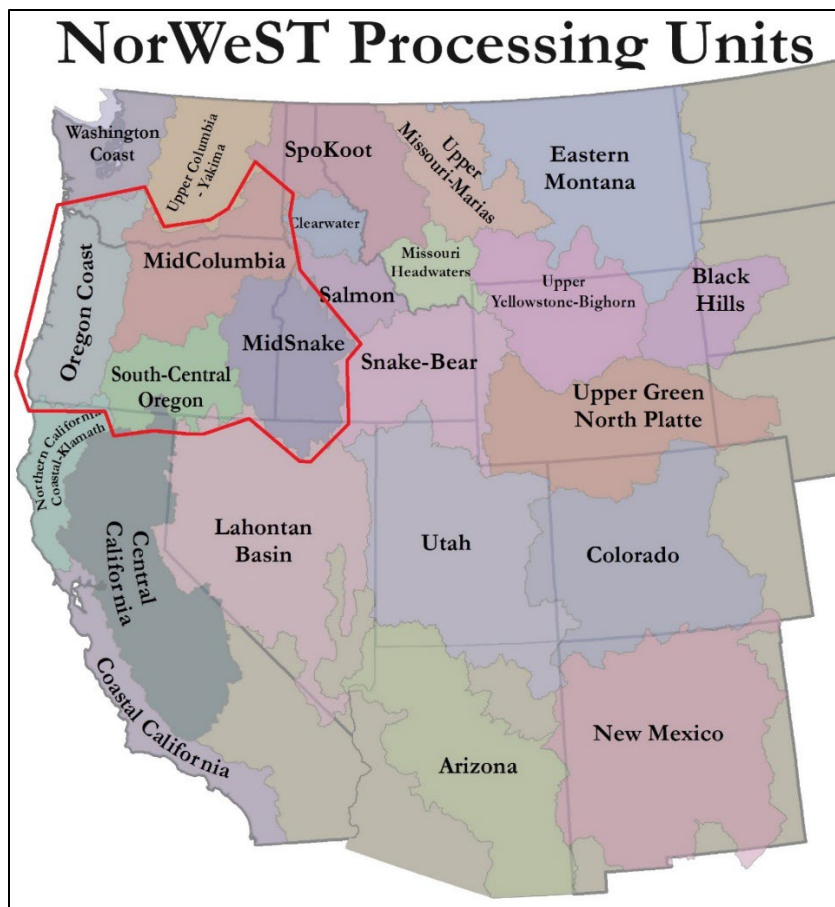 NorWeST Processing Units
Washington
Coast
Upper Columbia
- Yakima
SpoKoot
Upper
Missouri-Marias
Eastern
Montana
Clearwater
Missouri
Headwaters
MidColumbia
Oregon Coast
Salmon
Upper
Yellowstone-Bighorn
Black
Hills
MidSnake
Snake-Bear
South-Central
Oregon
Upper Green
North Platte
Northern California
Coastal-Klamath
Lahontan
Basin
Utah
Colorado
Central
California
Coastal California
Arizona
New Mexico